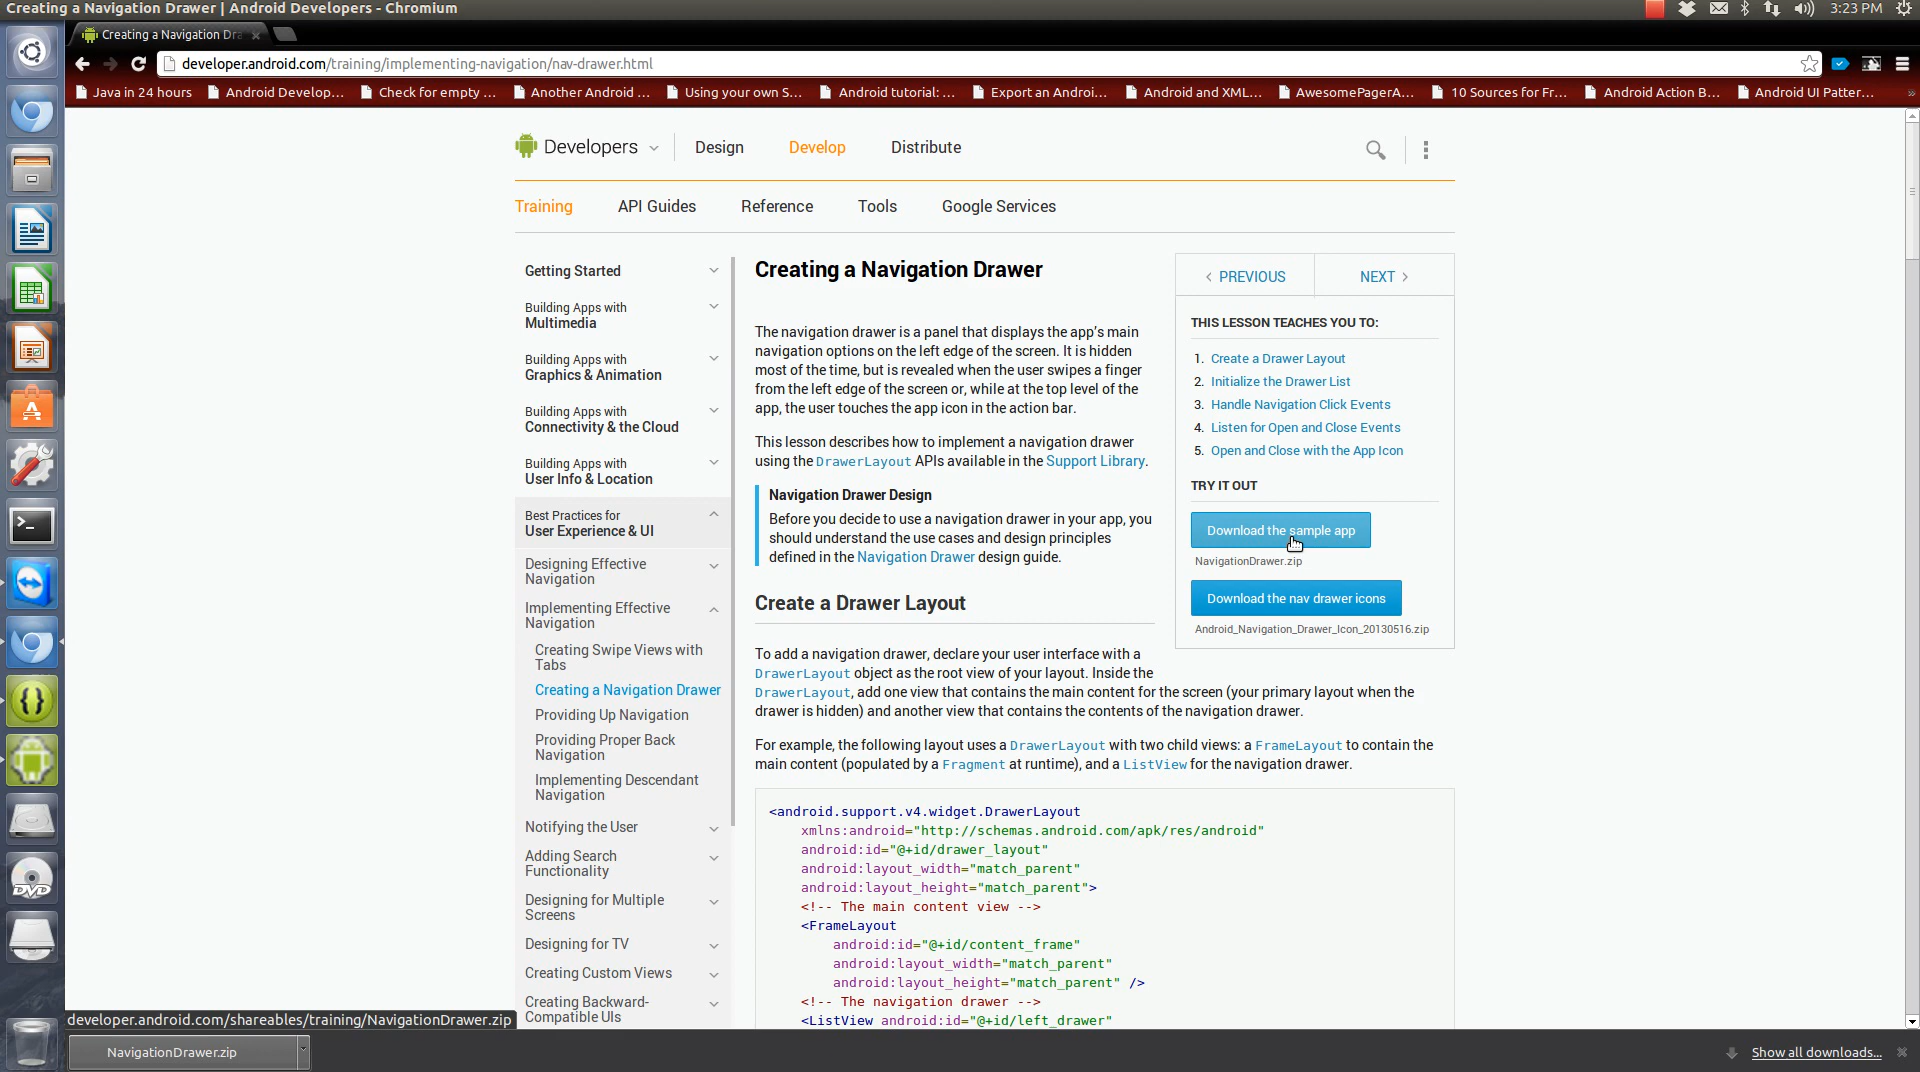 Creating a Navigation Drawer | Android Developers - Chromium
3:23 PM
Creating a Navigation Dra
developer.android.com/training/implementing-navigation/nav-drawer.html
Java in 24 hours
Android Develop...
Check for empty ...
Another Android ...
Using your own S...
Android tutorial: ...
Export an Androi...
Android and XML...
AwesomePagerA...
10 Sources for Fr...
Android Action B...
Android UI Patter...
Developers
Design
Develop
Distribute
Training
API Guides
Reference
Tools
Google Services
Getting Started
Building Apps with
Multimedia
Building Apps with
Graphics & Animation
Building Apps with
Connectivity & the Cloud
Building Apps with
User Info & Location
Best Practices for
User Experience & UI
Designing Effective
Navigation
Implementing Effective
Navigation
Creating Swipe Views with
Tabs
Creating a Navigation Drawer
Providing Up Navigation
Providing Proper Back
Navigation
Implementing Descendant
Navigation
Notifying the User
Adding Search
Functionality
Designing for Multiple
Screens
Designing for TV
Creating Custom Views
Creating Backward-
Compatible UIs
Creating a Navigation Drawer
The navigation drawer is a panel that displays the app's main
navigation options on the left edge of the screen. It is hidden
most of the time, but is revealed when the user swipes a finger
from the left edge of the screen or, while at the top level of the
app, the user touches the app icon in the action bar.
This lesson describes how to implement a navigation drawer
using the DrawerLayout APIs available in the Support Library.
Navigation Drawer Design
Before you decide to use a navigation drawer in your app, you
should understand the use cases and design principles
defined in the Navigation Drawer design guide.
Create a Drawer Layout
To add a navigation drawer, declare your user interface with a
DrawerLayout object as the root view of your layout. Inside the
DrawerLayout, add one view that contains the main content for the screen (your primary layout when the
drawer is hidden) and another view that contains the contents of the navigation drawer.
For example, the following layout uses a DrawerLayout with two child views: a FrameLayout to contain the
main content (populated by a Fragment at runtime), and a ListView for the navigation drawer.
<android.support.v4.widget.DrawerLayout
xmlns:android="http://schemas.android.com/apk/res/android"
android:id="@+id/drawer_layout"
android:layout_width="match_parent"
android:layout_height="match_parent">
<!-- The main content view -->
<FrameLayout
android:id="@+id/content_frame"
android:layout_width="match_parent"
android:layout_height="match_parent" />
<!-- The navigation drawer -->
<ListView android:id="@+id/left_drawer"
PREVIOUS
NEXT
THIS LESSON TEACHES YOU TO:
1. Create a Drawer Layout
2. Initialize the Drawer List
3. Handle Navigation Click Events
4. Listen for Open and Close Events
5. Open and Close with the App Icon
TRY IT OUT
Download the sample app
NavigationDrawer.zip
Download the nav drawer icons
Android_Navigation_Drawer_Icon_20130516.zip
developer.android.com/shareables/training/NavigationDrawer.zip
NavigationDrawer.zip
Show all downloads...
DVD